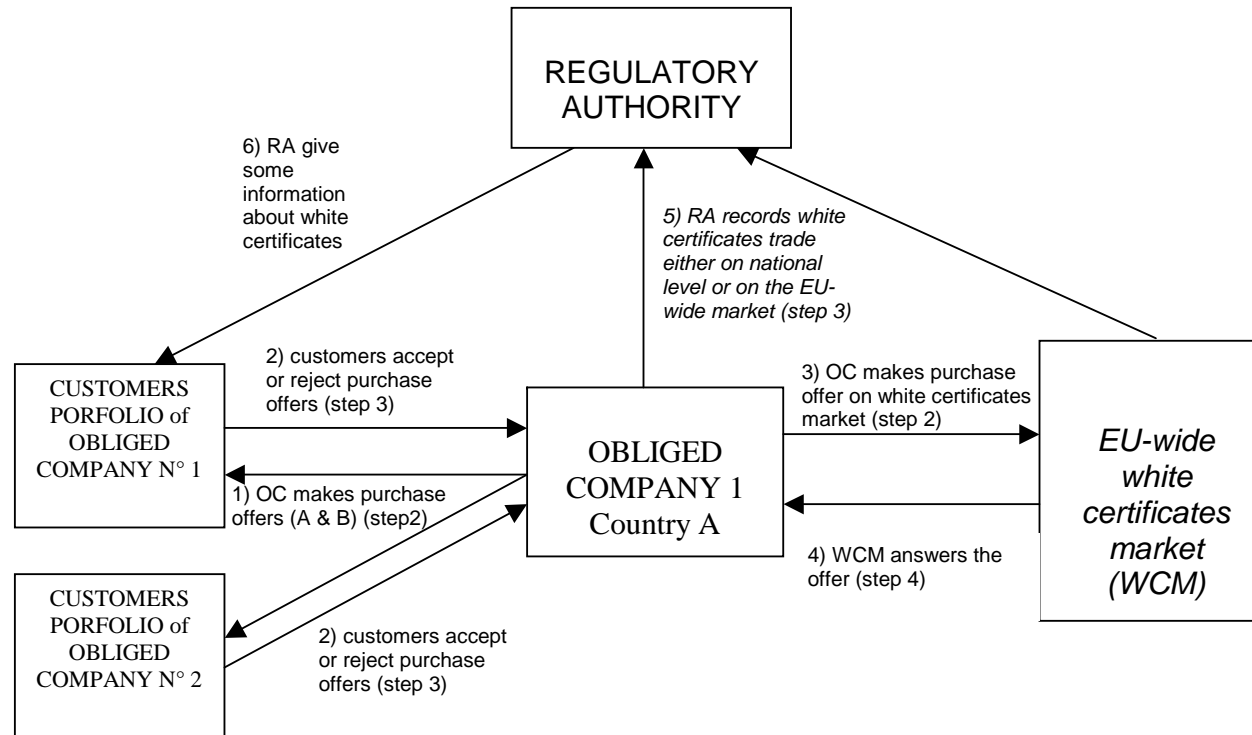 REGULATORY
AUTHORITY
6) RA give
some
information
about white
certificates
5) RA records white
certificates trade
either on national
level or on the EU-
wide market (step 3)
CUSTOMERS
PORFOLIO of
OBLIGED
COMPANY N° 1
2) customers accept
or reject purchase
offers (step 3)
1) OC makes purchase
offers (A & B) (step2)
OBLIGED
COMPANY 1
Country A
3) OC makes purchase
offer on white certificates
market (step 2)
4) WCM answers the
offer (step 4)
EU-wide
white
certificates
market
(WCM)
CUSTOMERS
PORFOLIO of
OBLIGED
COMPANY N° 2
2) customers accept
or reject purchase
offers (step 3)